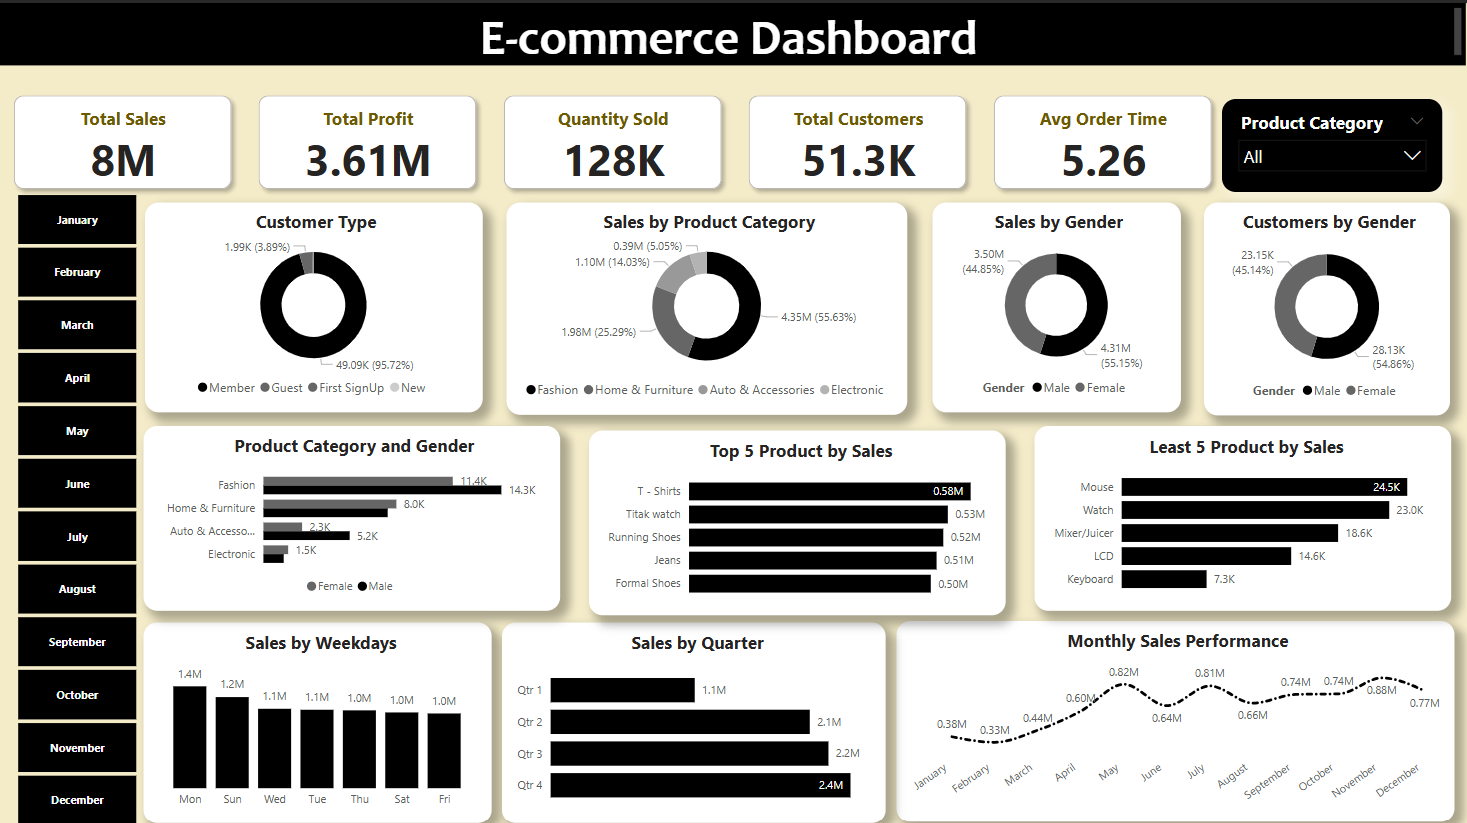 E-commerce Dashboard
Total Sales
8M
Total Profit
3.61M
Quantity Sold
128K
Total Customers
51.3K
Avg Order Time
5.26
Product Category
All
January
February
March
April
May
June
July
August
September
October
November
December
Customer Type
1.99K (3.89%)
49.09K (95.72%)
Member Guest First SignUp New
Sales by Product Category
0.39M (5.05%)
1.10M (14.03%)
1.98M (25.29%)
4.35M (55.63%)
Fashion Home & Furniture Auto & Accessories Electronic
Sales by Gender
3.50M
(44.85%)
4.31M
(55.15%)
Gender Male Female
Customers by Gender
23.15K
(45.14%)
28.13K
(54.86%)
Gender Male Female
Product Category and Gender
Fashion 11.4K
14.3K
Home & Furniture 8.0K
Auto & Accesso... 2.3K
5.2K
Electronic 1.5K
Female Male
Top 5 Product by Sales
T - Shirts 0.58M
Titak watch 0.53M
Running Shoes 0.52M
Jeans 0.51M
Formal Shoes 0.50M
Least 5 Product by Sales
Mouse 24.5K
Watch 23.0K
Mixer/Juicer 18.6K
LCD 14.6K
Keyboard 7.3K
Sales by Weekdays
1.4M 1.2M 1.1M 1.1M 1.0M 1.0M 1.0M
Mon Sun Wed Tue Thu Sat Fri
Sales by Quarter
Qtr 1 1.1M
Qtr 2 2.1M
Qtr 3 2.2M
Qtr 4 2.4M
Monthly Sales Performance
0.38M 0.33M 0.44M 0.60M 0.82M 0.64M 0.81M 0.66M 0.74M 0.74M 0.88M 0.77M
January February March April May June July August September October November December